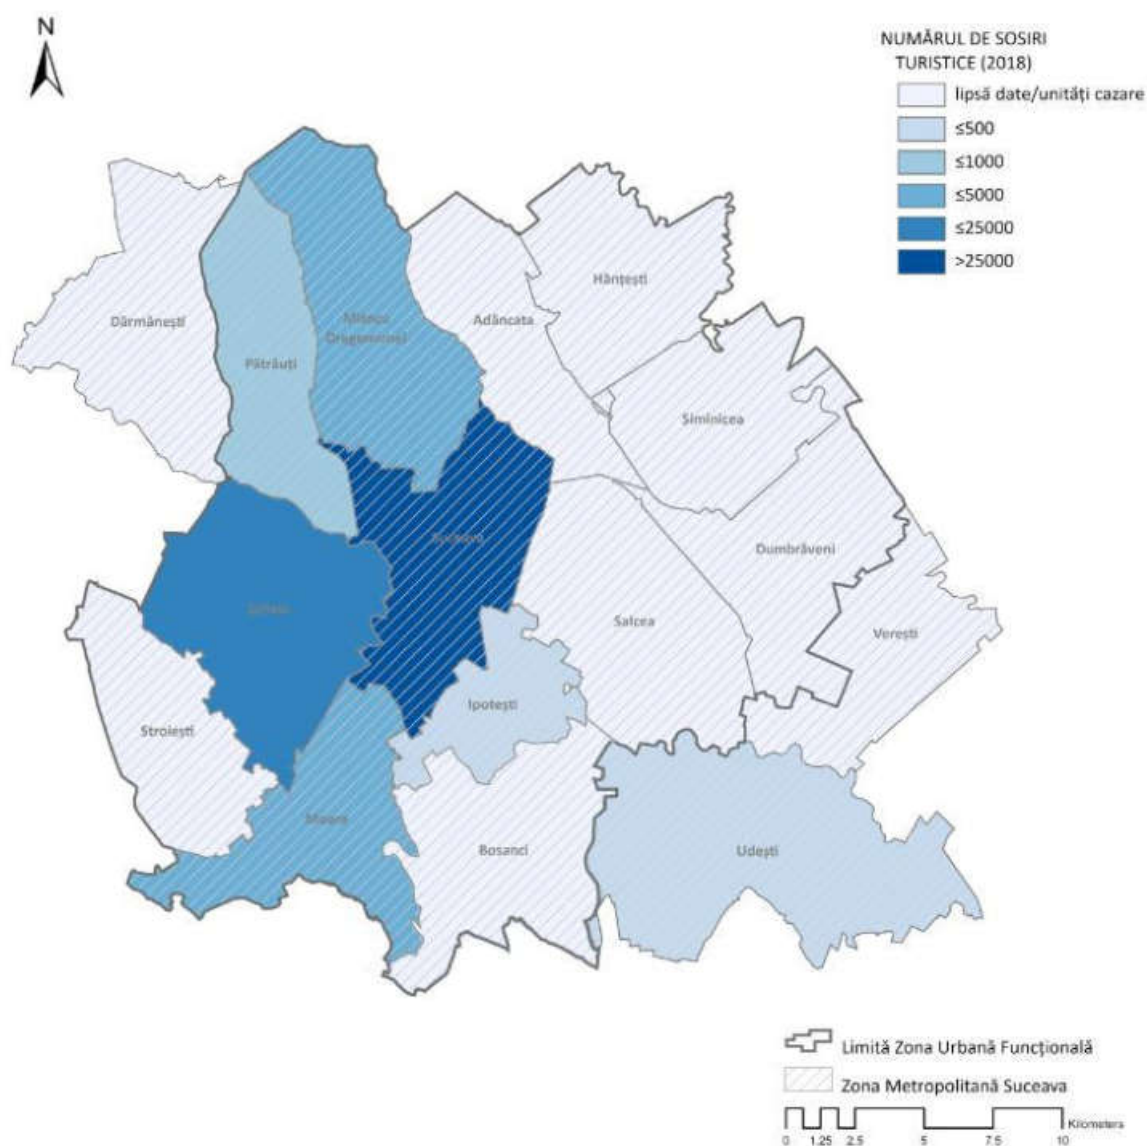 N
NUMĂRUL DE SOSIRI
TURISTICE (2018)
lipsă date/unități cazare
≤500
≤1000
≤5000
≤25000
>25000
Hănțești
Dărmănești
Adâncata
Mitocu
Dragomirnei
Pătrăuți
Siminicea
Suceava
Dumbrăveni
Salcea
Verești
Ipotești
Stroiești
Moara
Bosanci
Udești
Limită Zona Urbană Funcțională
Zona Metropolitană Suceava
Kilometers
0 1.25 2.5 5 7.5 10